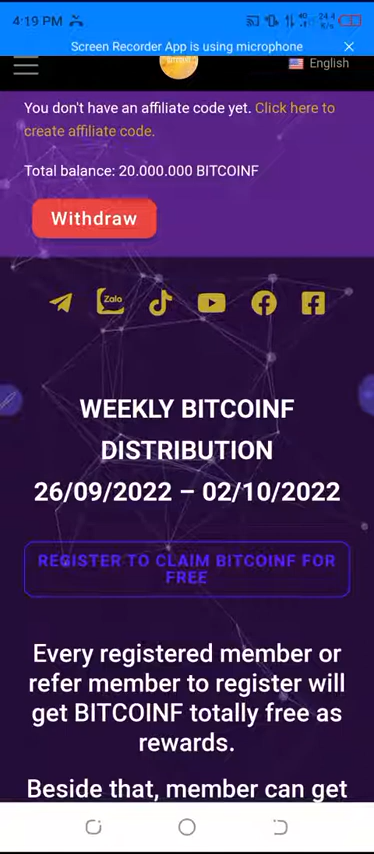 4:19 PM
4G
24.4
K/s
Screen Recorder App is using microphone
English
You don't have an affiliate code yet. Click here to
create affiliate code.
Total balance: 20.000.000 BITCOINF
Withdraw
Zalo
WEEKLY BITCOINF
DISTRIBUTION
26/09/2022 – 02/10/2022
REGISTER TO CLAIM BITCOINF FOR
FREE
Every registered member or
refer member to register will
get BITCOINF totally free as
rewards.
Beside that, member can get